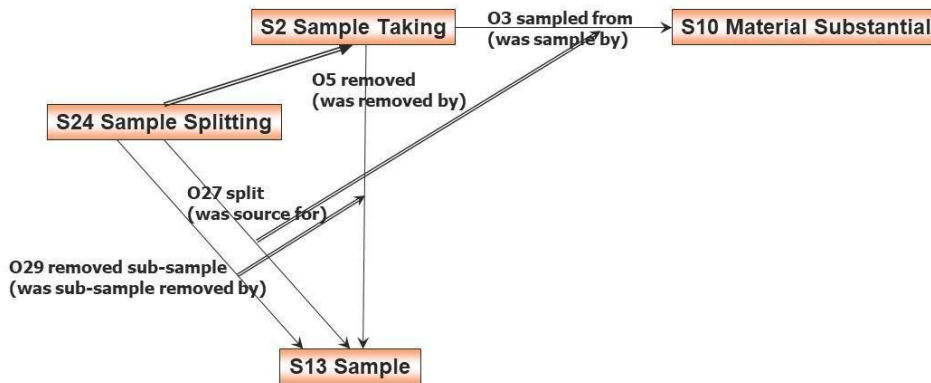 O3 sampled from
S2 Sample Taking
(was sample by)
S10 Material Substantial
O5 removed
(was removed by)
S24 Sample Splitting
O27 split
(was source for)
O29 removed sub-sample
(was sub-sample removed by)
S13 Sample